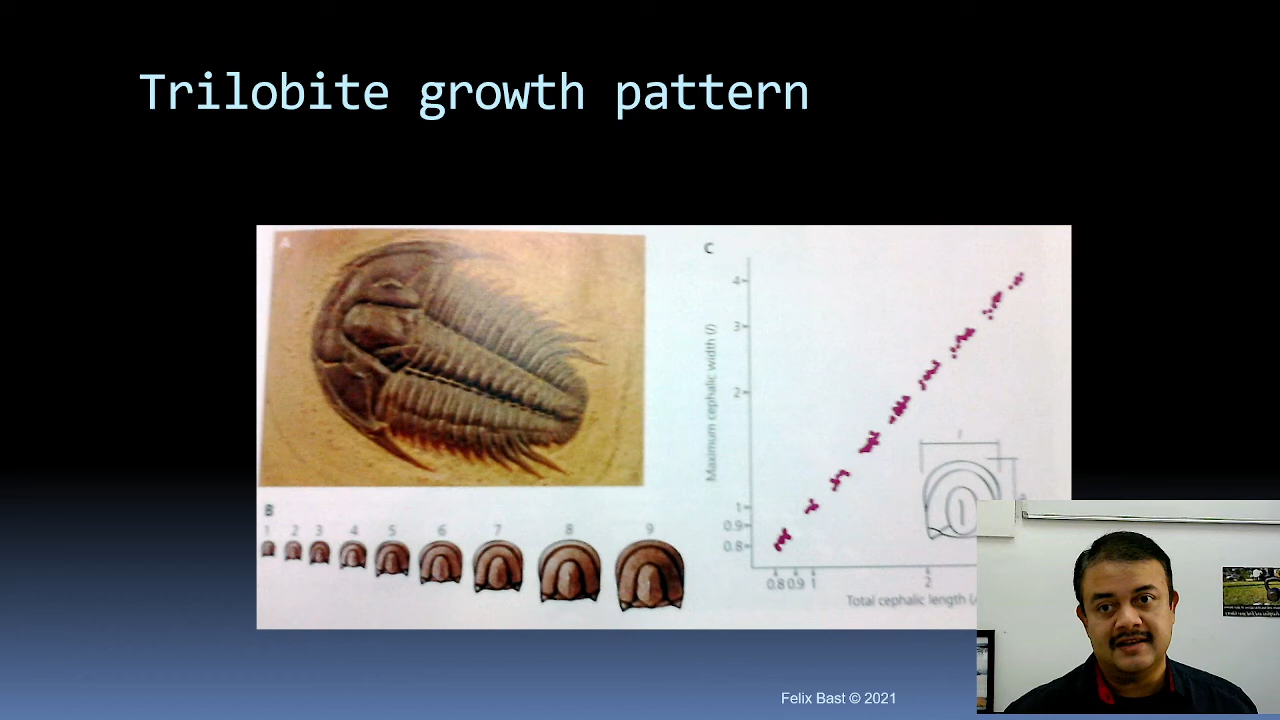 Trilobite growth pattern
A
C
4
3
2
1
0.9
0.8
Maximum cephalic width (I)
0.8 0.9 1
2
Total cephalic length
B
1 2 3 4 5 6 7 8 9
Felix Bast © 2021